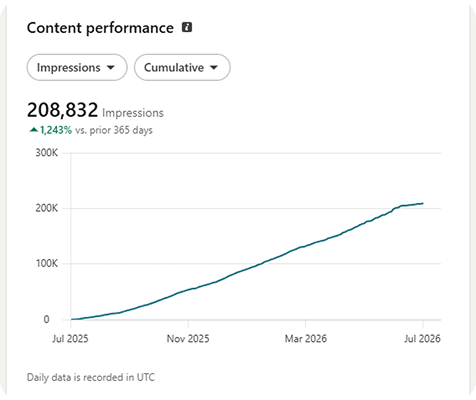 Content performance
Impressions
Cumulative
208,832 Impressions
1,243% vs. prior 365 days
300K
200K
100K
0
Jul 2025
Nov 2025
Mar 2026
Jul 2026
Daily data is recorded in UTC